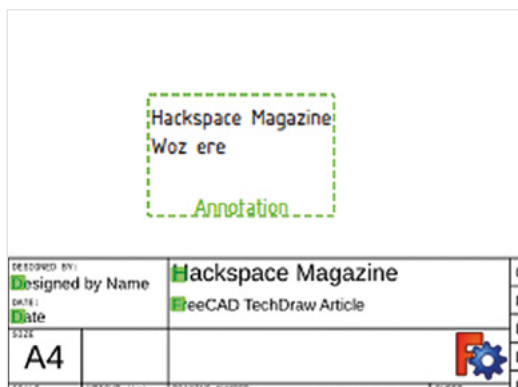 Hackspace Magazine
Woz ere
Annotation
DESIGNED BY:
Designed by Name
DATE:
Date
Hackspace Magazine
FreeCAD TechDraw Article
SIZE
A4